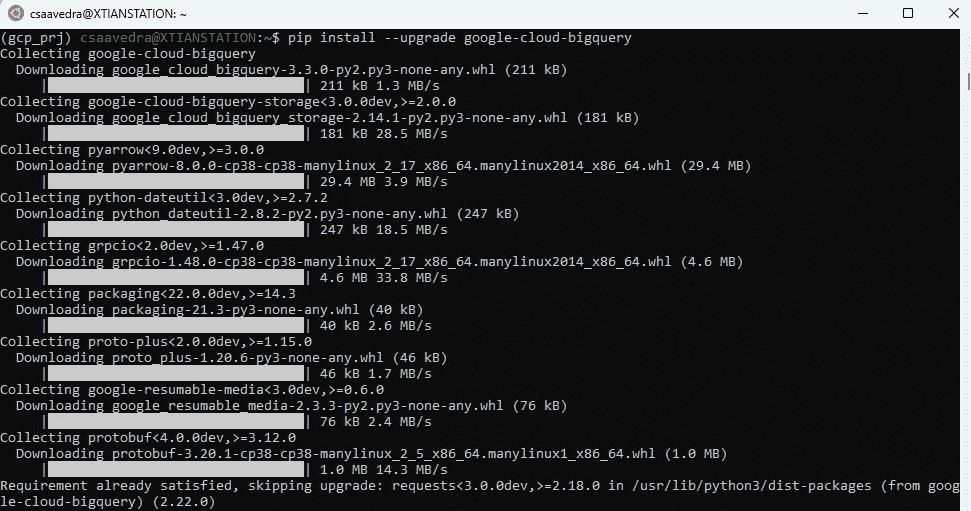 csaavedra@XTIANSTATION: ~
(gcp_prj) csaavedra@XTIANSTATION:~$ pip install --upgrade google-cloud-bigquery
Collecting google-cloud-bigquery
  Downloading google_cloud_bigquery-3.3.0-py2.py3-none-any.whl (211 kB)
     |████████████████████████████████| 211 kB 1.3 MB/s
Collecting google-cloud-bigquery-storage<3.0.0dev,>=2.0.0
  Downloading google_cloud_bigquery_storage-2.14.1-py2.py3-none-any.whl (181 kB)
     |████████████████████████████████| 181 kB 28.5 MB/s
Collecting pyarrow<9.0dev,>=3.0.0
  Downloading pyarrow-8.0.0-cp38-cp38-manylinux_2_17_x86_64.manylinux2014_x86_64.whl (29.4 MB)
     |████████████████████████████████| 29.4 MB 3.9 MB/s
Collecting python-dateutil<3.0dev,>=2.7.2
  Downloading python_dateutil-2.8.2-py2.py3-none-any.whl (247 kB)
     |████████████████████████████████| 247 kB 18.5 MB/s
Collecting grpcio<2.0dev,>=1.47.0
  Downloading grpcio-1.48.0-cp38-cp38-manylinux_2_17_x86_64.manylinux2014_x86_64.whl (4.6 MB)
     |████████████████████████████████| 4.6 MB 33.8 MB/s
Collecting packaging<22.0.0dev,>=14.3
  Downloading packaging-21.3-py3-none-any.whl (40 kB)
     |████████████████████████████████| 40 kB 2.6 MB/s
Collecting proto-plus<2.0.0dev,>=1.15.0
  Downloading proto_plus-1.20.6-py3-none-any.whl (46 kB)
     |████████████████████████████████| 46 kB 1.7 MB/s
Collecting google-resumable-media<3.0dev,>=0.6.0
  Downloading google_resumable_media-2.3.3-py2.py3-none-any.whl (76 kB)
     |████████████████████████████████| 76 kB 2.4 MB/s
Collecting protobuf<4.0.0dev,>=3.12.0
  Downloading protobuf-3.20.1-cp38-cp38-manylinux_2_5_x86_64.manylinux1_x86_64.whl (1.0 MB)
     |████████████████████████████████| 1.0 MB 14.3 MB/s
Requirement already satisfied, skipping upgrade: requests<3.0.0dev,>=2.18.0 in /usr/lib/python3/dist-packages (from goog
le-cloud-bigquery) (2.22.0)